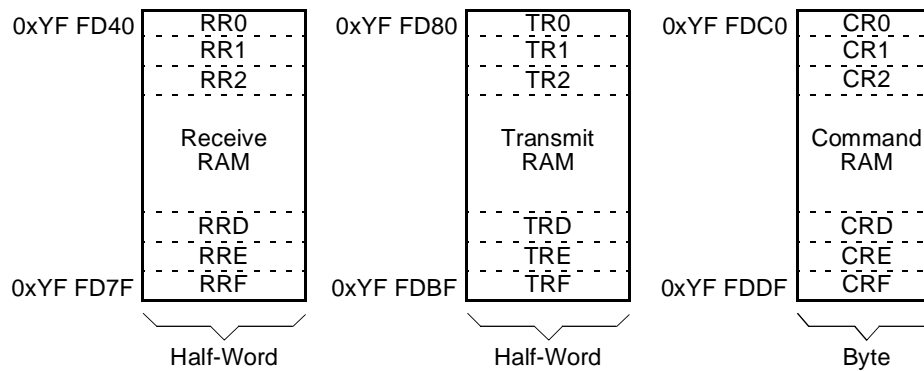 0xYF FD40
RR0
RR1
RR2
Receive
RAM
RRD
RRE
RRF
0xYF FD7F
Half-Word
0xYF FD80
TR0
TR1
TR2
Transmit
RAM
TRD
TRE
TRF
0xYF FDBF
Half-Word
0xYF FDC0
CR0
CR1
CR2
Command
RAM
CRD
CRE
CRF
0xYF FDDF
Byte